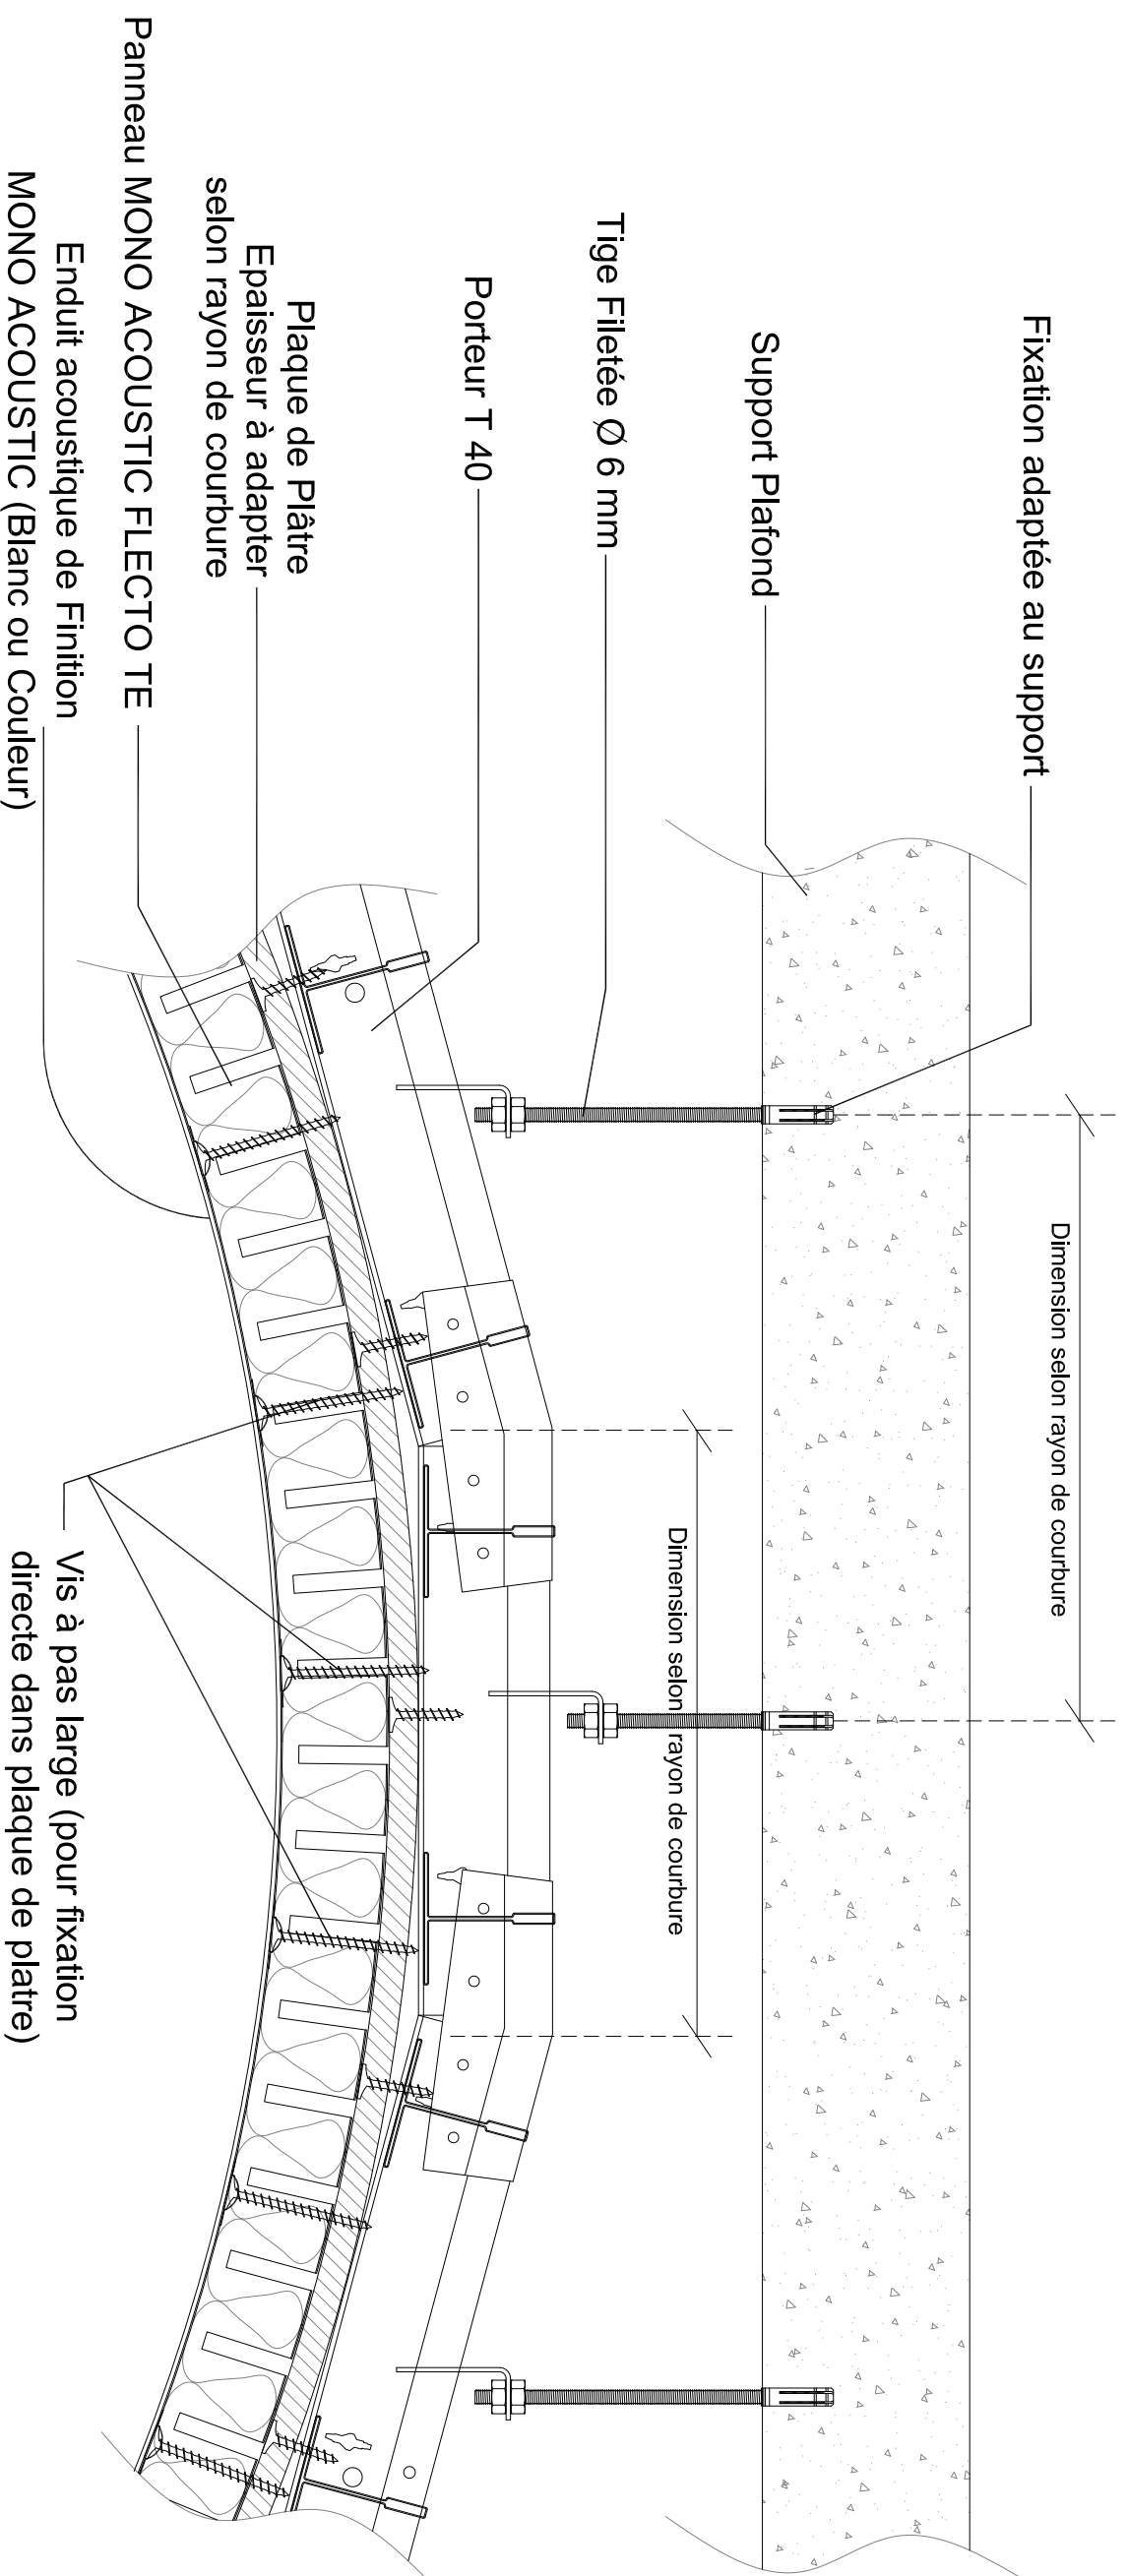 Fixation adaptée au support
Dimension selon rayon de courbure
Support Plafond
Dimension selon rayon de courbure
Tige Filetée Ø 6 mm
Porteur T 40
Plaque de Plâtre
Epaisseur à adapter
selon rayon de courbure
Panneau MONO ACOUSTIC FLECTO TE
Enduit acoustique de Finition
MONO ACOUSTIC (Blanc ou Couleur)
Vis à pas large (pour fixation
directe dans plaque de platre)